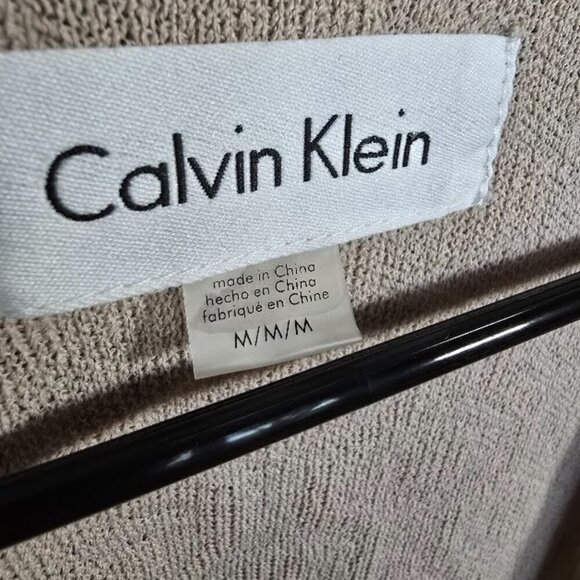 Calvin Klein
made in China
hecho en China
fabriqué en Chine
M/M/M